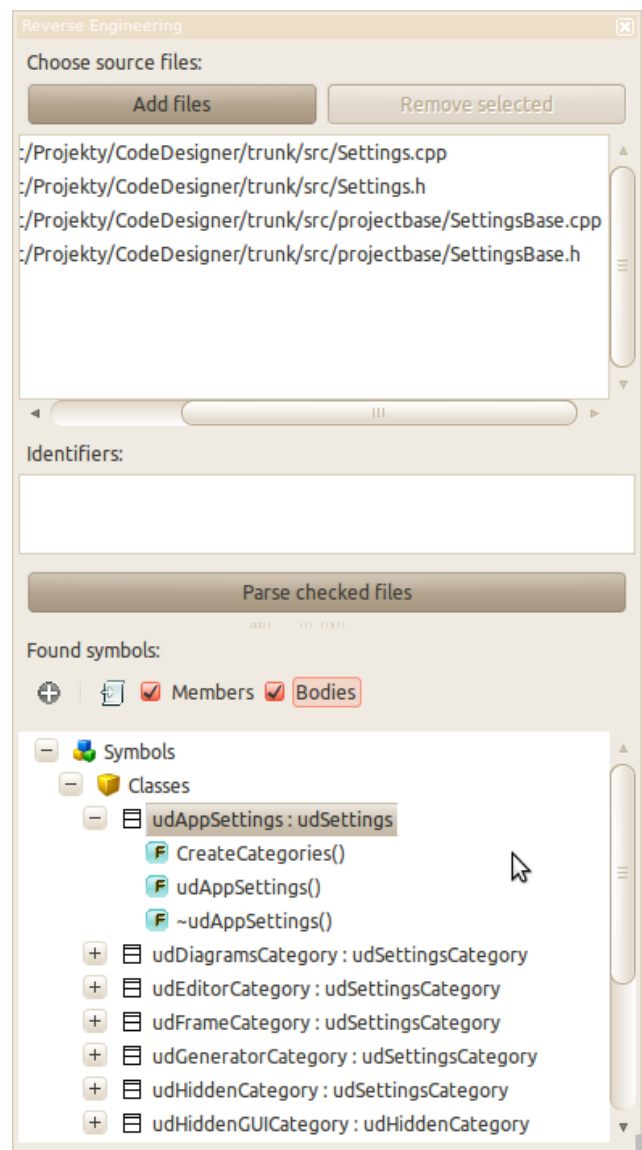 Reverse Engineering
Choose source files:
Add files Remove selected
:/Projekty/CodeDesigner/trunk/src/Settings.cpp
:/Projekty/CodeDesigner/trunk/src/Settings.h
:/Projekty/CodeDesigner/trunk/src/projectbase/SettingsBase.cpp
:/Projekty/CodeDesigner/trunk/src/projectbase/SettingsBase.h
Identifiers:
Parse checked files
Found symbols:
Members Bodies
Symbols
Classes
udAppSettings : udSettings
F CreateCategories()
F udAppSettings()
F ~udAppSettings()
udDiagramsCategory : udSettingsCategory
udEditorCategory : udSettingsCategory
udFrameCategory : udSettingsCategory
udGeneratorCategory : udSettingsCategory
udHiddenCategory : udSettingsCategory
udHiddenGUICategory : udHiddenCategory